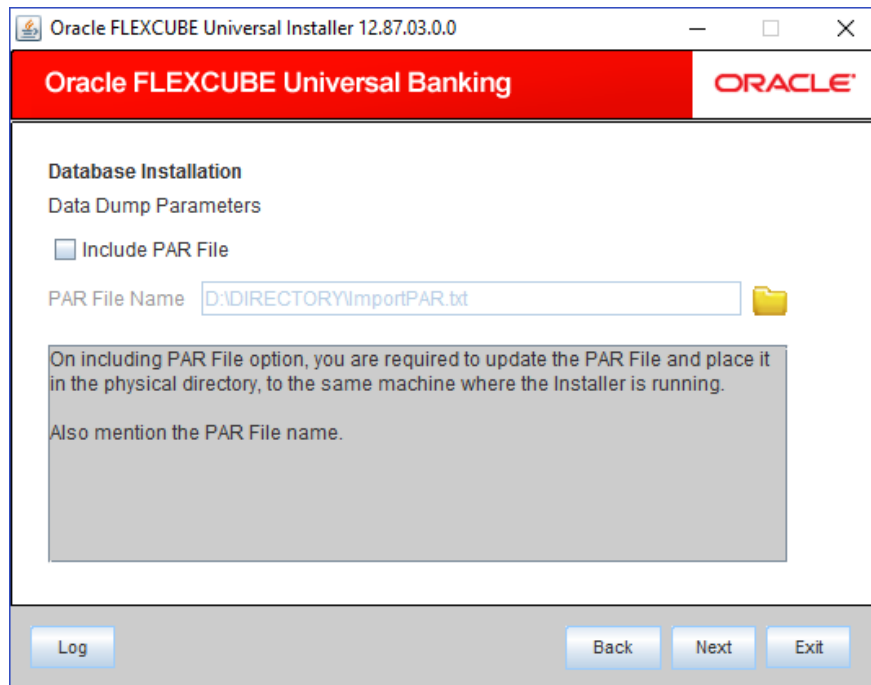 Oracle FLEXCUBE Universal Installer 12.87.03.0.0
Oracle FLEXCUBE Universal Banking
ORACLE
Database Installation
Data Dump Parameters
Include PAR File
PAR File Name D:\DIRECTORY\ImportPAR.txt
On including PAR File option, you are required to update the PAR File and place it
in the physical directory, to the same machine where the Installer is running.
Also mention the PAR File name.
Log Back Next Exit